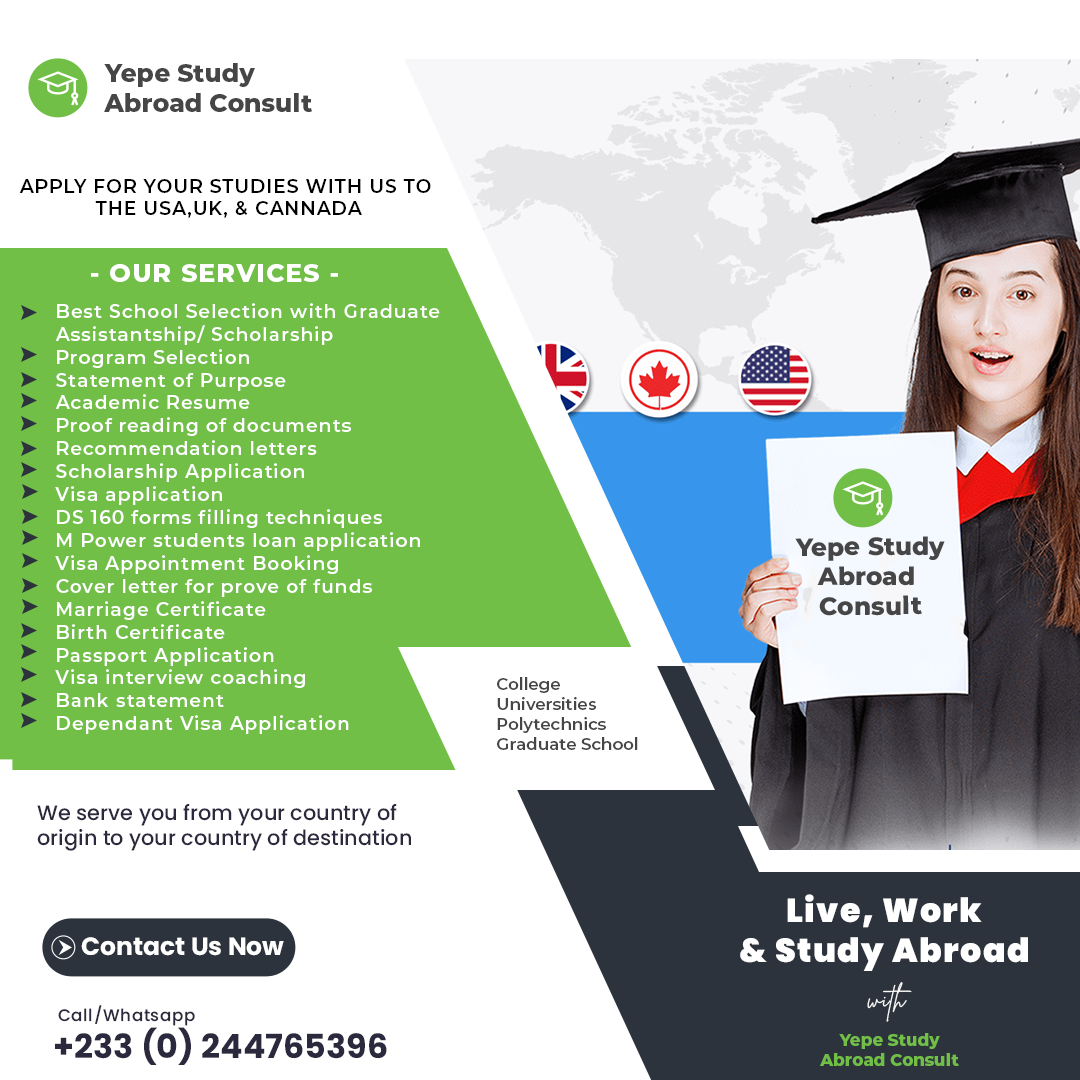 Yepe Study
Abroad Consult
APPLY FOR YOUR STUDIES WITH US TO
THE USA,UK, & CANNADA
- OUR SERVICES -
Best School Selection with Graduate
Assistantship/ Scholarship
Program Selection
Statement of Purpose
Academic Resume
Proof reading of documents
Recommendation letters
Scholarship Application
Visa application
DS 160 forms filling techniques
M Power students loan application
Visa Appointment Booking
Cover letter for prove of funds
Marriage Certificate
Birth Certificate
Passport Application
Visa interview coaching
Bank statement
Dependant Visa Application
Yepe Study
Abroad
Consult
College
Universities
Polytechnics
Graduate School
We serve you from your country of
origin to your country of destination
Contact Us Now
Call/Whatsapp
+233 (0) 244765396
Live, Work
& Study Abroad
with
Yepe Study
Abroad Consult